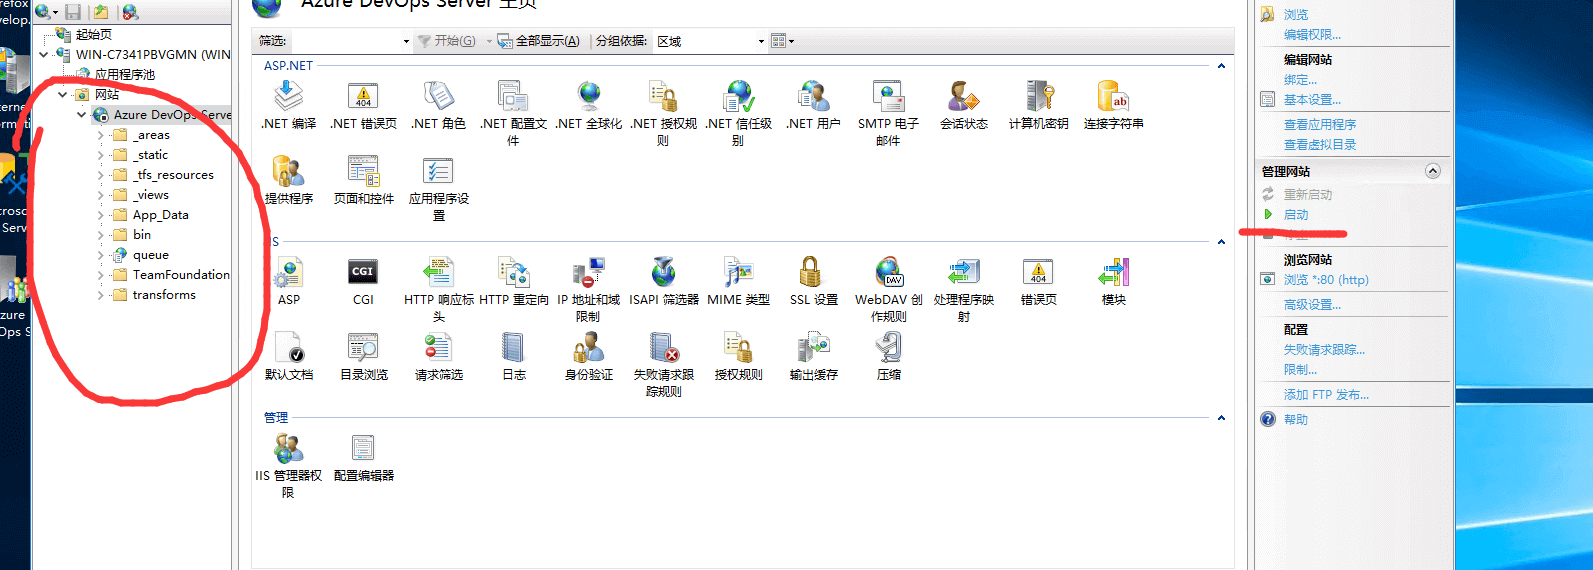 refox
velop.
nterne
ormati
icroso
Serv
zure
Ops S
起始页
WIN-C7341PBVGMN (WIN
应用程序池
网站
Azure DevOps Serve
_areas
_static
_tfs_resources
_views
App_Data
bin
queue
TeamFoundation
transforms
Azure DevOps Server 主页
筛选: 开始(G) 全部显示(A) 分组依据: 区域
ASP.NET
.NET 编译
.NET 错误页
.NET 角色
.NET 配置文件
.NET 全球化
.NET 授权规则
.NET 信任级别
.NET 用户
SMTP 电子邮件
会话状态
计算机密钥
连接字符串
提供程序
页面和控件
应用程序设置
IS
ASP
CGI
HTTP 响应标头
HTTP 重定向
IP 地址和域限制
ISAPI 筛选器
MIME 类型
SSL 设置
WebDAV 创作规则
处理程序映射
错误页
模块
默认文档
目录浏览
请求筛选
日志
身份验证
失败请求跟踪规则
授权规则
输出缓存
压缩
管理
IIS 管理器权限
配置编辑器
浏览
编辑权限...
编辑网站
绑定...
基本设置...
查看应用程序
查看虚拟目录
管理网站
重新启动
启动
浏览网站
浏览 *:80 (http)
高级设置...
配置
失败请求跟踪...
限制...
添加 FTP 发布...
帮助